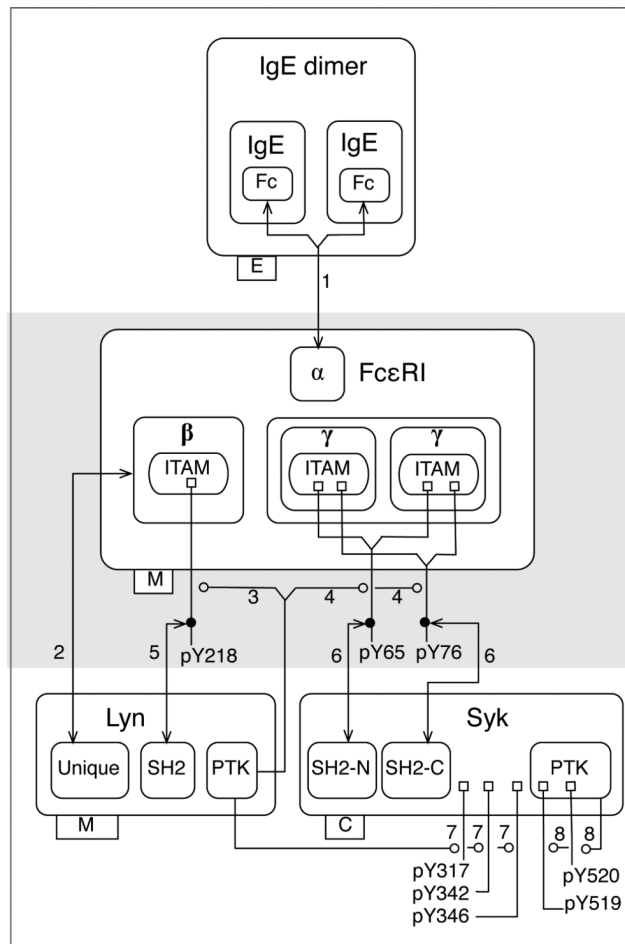 IgE dimer
IgE IgE
Fc Fc
E
1
α FcεRI
β γ γ
ITAM ITAM ITAM
M
3 4 4
2 5 pY218 6 pY65 pY76 6
Lyn Syk
Unique SH2 PTK SH2-N SH2-C PTK
M C
7 7 7 8 8
pY317 pY520
pY342 pY519
pY346